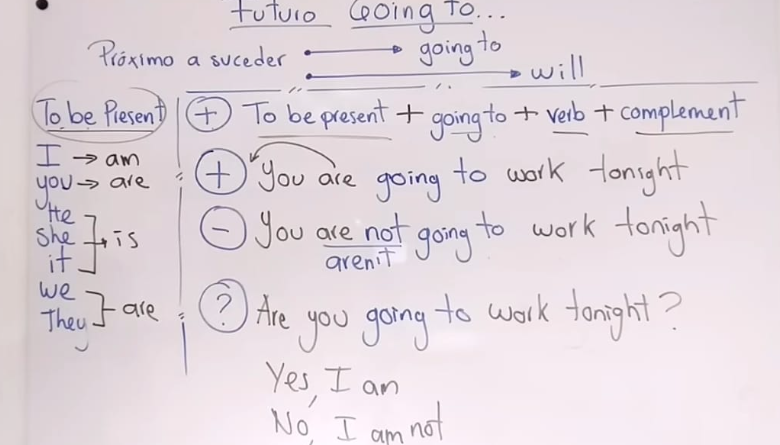 Futuro Going To...
Próximo a suceder → going to
→ will
To be Present
I → am
you → are
He
She
it
→ is
we
They
are
(+) To be present + going to + verb + complement
(+) You are going to work tonight
(-) You are not going to work tonight
aren't
(?) Are you going to work tonight?
Yes, I am
No, I am not